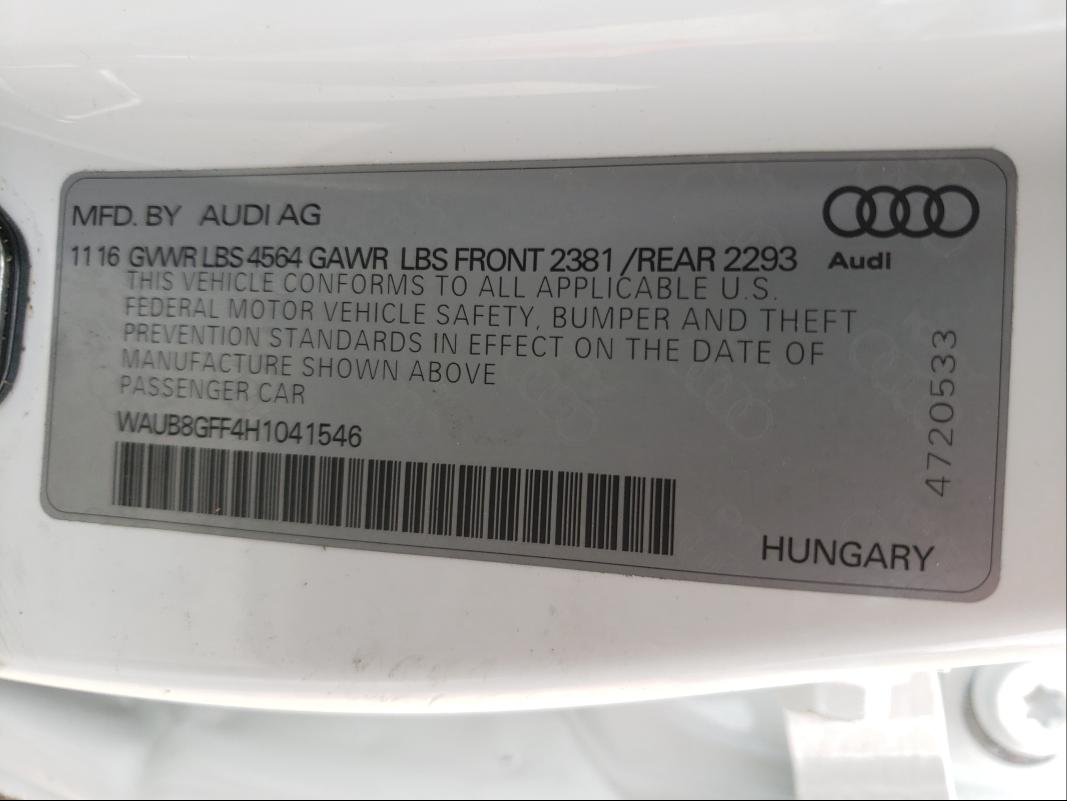 MFD. BY AUDI AG
11 16 GVWR LBS 4564 GAWR LBS FRONT 2381 /REAR 2293
Audi
THIS VEHICLE CONFORMS TO ALL APPLICABLE U.S.
FEDERAL MOTOR VEHICLE SAFETY, BUMPER AND THEFT
PREVENTION STANDARDS IN EFFECT ON THE DATE OF
MANUFACTURE SHOWN ABOVE
PASSENGER CAR
WAUB8GFF4H1041546
4720533
HUNGARY